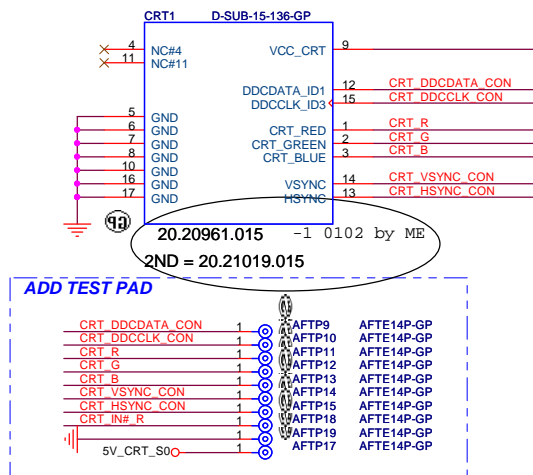 CRT1 D-SUB-15-136-GP
4 NC#4 VCC_CRT 9
11 NC#11
DDCDATA_ID1 12 CRT_DDCDATA_CON
DDCCLK_ID3 15 CRT_DDCCLK_CON
5 GND
6 GND CRT_RED 1 CRT_R
7 GND CRT_GREEN 2 CRT_G
8 GND CRT_BLUE 3 CRT_B
10 GND
16 GND VSYNC 14 CRT_VSYNC_CON
17 GND HSYNC 13 CRT_HSYNC_CON
GP
20.20961.015 -1 0102 by ME
2ND = 20.21019.015
ADD TEST PAD
CRT_DDCDATA_CON 1 AFTP9 AFTE14P-GP
CRT_DDCCLK_CON 1 AFTP10 AFTE14P-GP
CRT_R 1 AFTP11 AFTE14P-GP
CRT_G 1 AFTP12 AFTE14P-GP
CRT_B 1 AFTP13 AFTE14P-GP
CRT_VSYNC_CON 1 AFTP14 AFTE14P-GP
CRT_HSYNC_CON 1 AFTP15 AFTE14P-GP
CRT_IN#_R 1 AFTP18 AFTE14P-GP
1 AFTP19 AFTE14P-GP
5V_CRT_S0 1 AFTP17 AFTE14P-GP